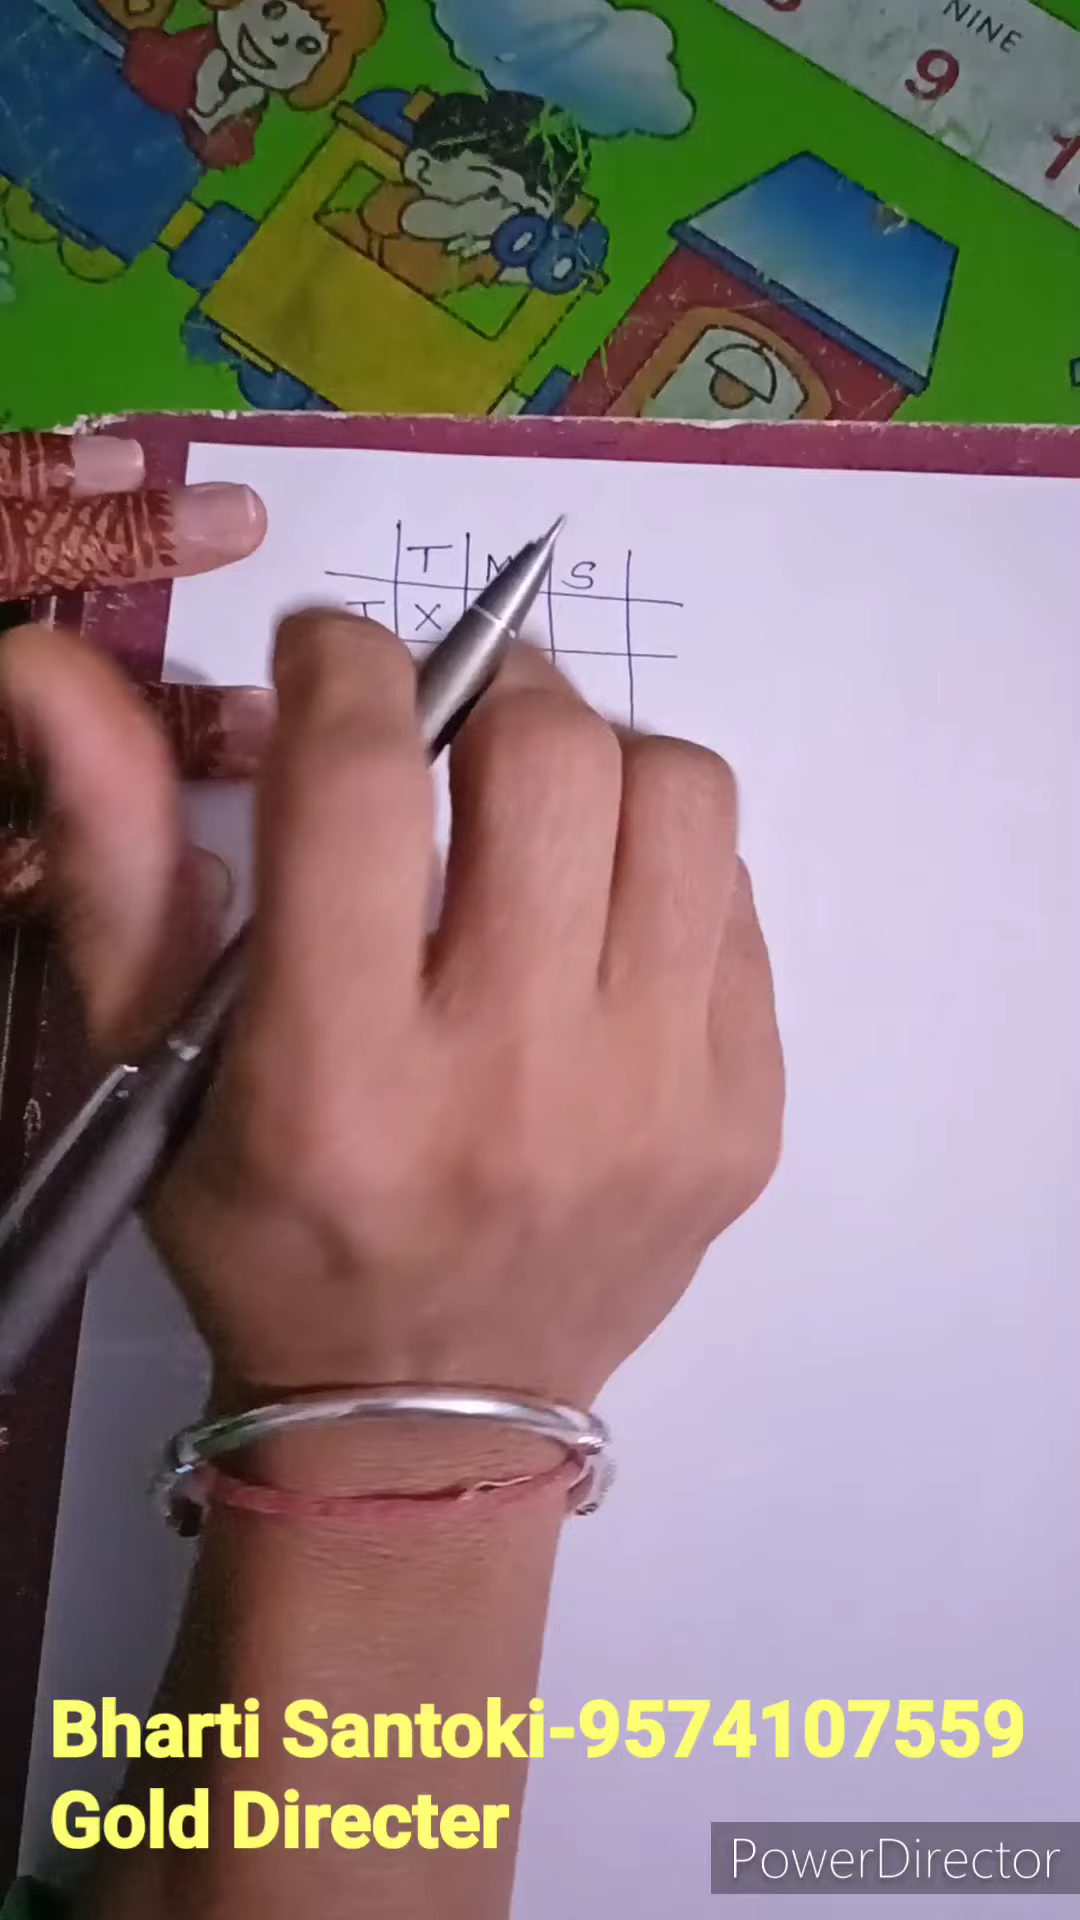 NINE
9
T M S
T X
Bharti Santoki-9574107559
Gold Directer
PowerDirector